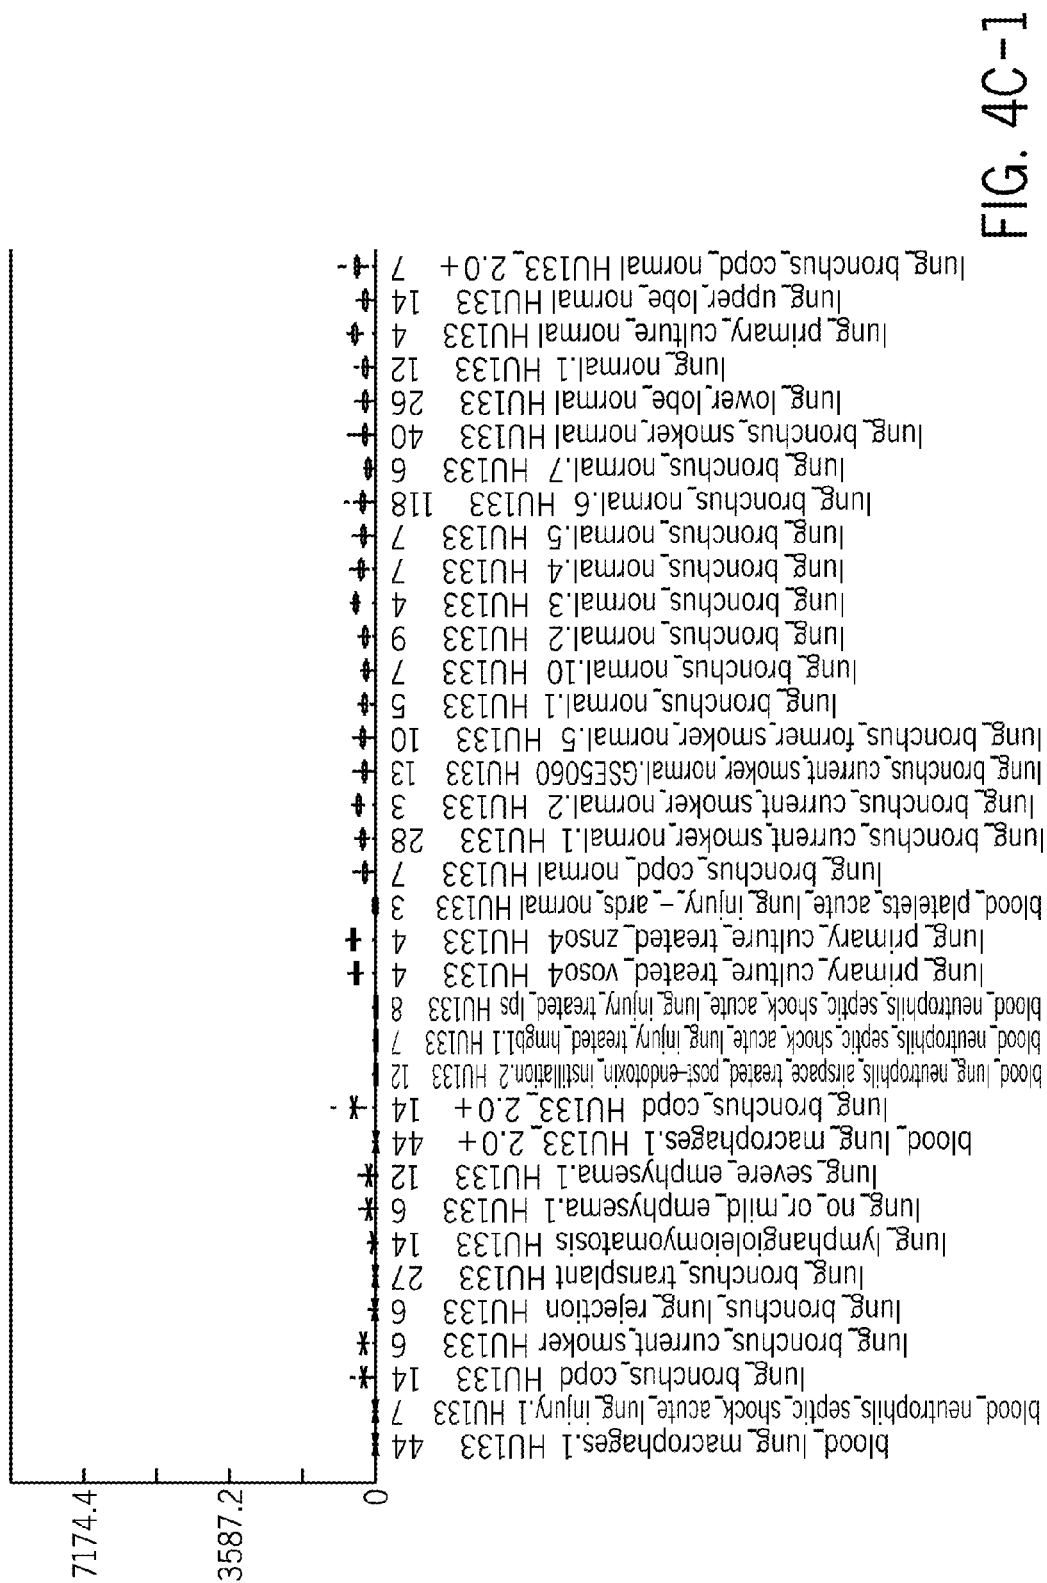 7174.4
3587.2
0
lung_bronchus_copd_normal HU133_2.0+ 7
lung_upper_lobe_normal HU133 14
lung_primary_culture_normal HU133 4
lung_normal.1 HU133 12
lung_lower_lobe_normal HU133 26
lung_bronchus_smoker_normal HU133 40
lung_bronchus_normal.7 HU133 6
lung_bronchus_normal.6 HU133 118
lung_bronchus_normal.5 HU133 7
lung_bronchus_normal.4 HU133 7
lung_bronchus_normal.3 HU133 4
lung_bronchus_normal.2 HU133 9
lung_bronchus_normal.10 HU133 7
lung_bronchus_normal.1 HU133 5
lung_bronchus_former_smoker_normal.5 HU133 10
lung_bronchus_current_smoker_normal.GSE5060 HU133 13
lung_bronchus_current_smoker_normal.2 HU133 3
lung_bronchus_current_smoker_normal.1 HU133 28
lung_bronchus_copd_normal HU133 7
blood_platelets_acute_lung_injury_-_ards_normal HU133 3
lung_primary_culture_treated_znso4 HU133 4
lung_primary_culture_treated_voso4 HU133 4
blood_neutrophils_septic_shock_acute_lung_injury_treated_lps HU133 8
blood_neutrophils_septic_shock_acute_lung_injury_treated_hmgb1.1 HU133 7
blood_lung_neutrophils_airspace_treated_post-endotoxin_instillation.2 HU133 12
lung_bronchus_copd HU133_2.0+ 14
blood_lung_macrophages.1 HU133_2.0+ 44
lung_severe_emphysema.1 HU133 12
lung_no_or_mild_emphysema.1 HU133 6
lung_lymphangioleiomyomatosis HU133 14
lung_bronchus_transplant HU133 27
lung_bronchus_lung_rejection HU133 6
lung_bronchus_current_smoker HU133 6
lung_bronchus_copd HU133 14
blood_neutrophils_septic_shock_acute_lung_injury.1 HU133 7
blood_lung_macrophages.1 HU133 44
FIG. 4C-1